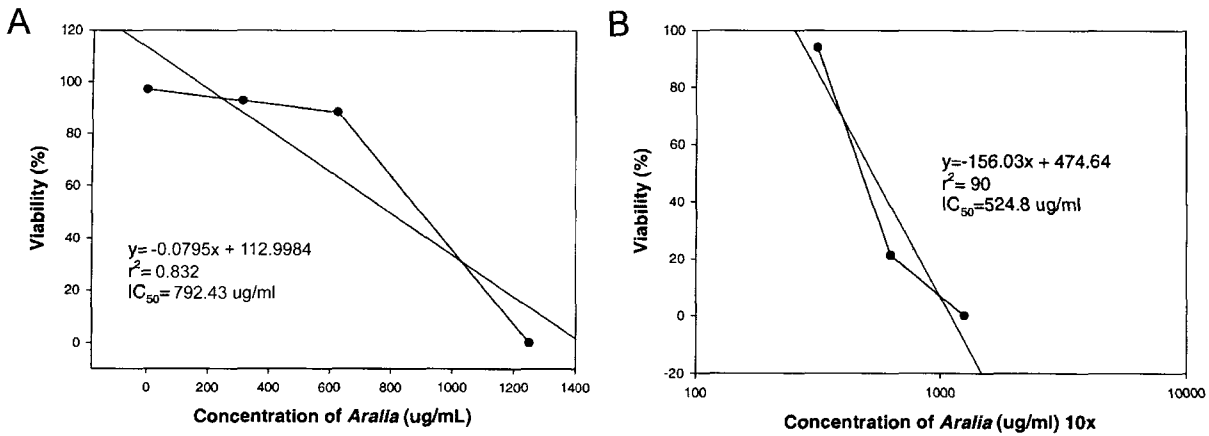 A
120
100
80
60
40
20
0
Viability (%)
y= -0.0795x + 112.9984
r²= 0.832
IC₅₀= 792.43 ug/ml
0 200 400 600 800 1000 1200 1400
Concentration of Aralia (ug/mL)
B
100
80
60
40
20
0
-20
Viability (%)
y=-156.03x + 474.64
r²= 90
IC₅₀=524.8 ug/ml
100 1000 10000
Concentration of Aralia (ug/ml) 10x